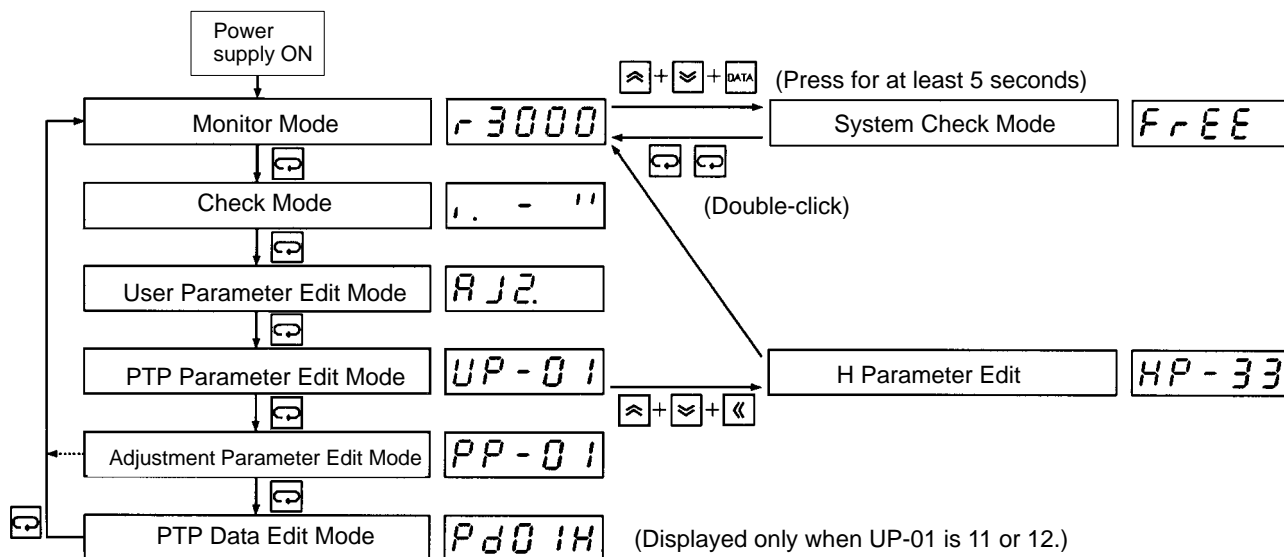 Power
supply ON
+ + DATA (Press for at least 5 seconds)
Monitor Mode r3000 System Check Mode FrEE
(Double-click)
Check Mode ı. - ''
User Parameter Edit Mode AJ2.
PTP Parameter Edit Mode UP-01 H Parameter Edit HP-33
+ +
Adjustment Parameter Edit Mode PP-01
PTP Data Edit Mode Pd01H (Displayed only when UP-01 is 11 or 12.)